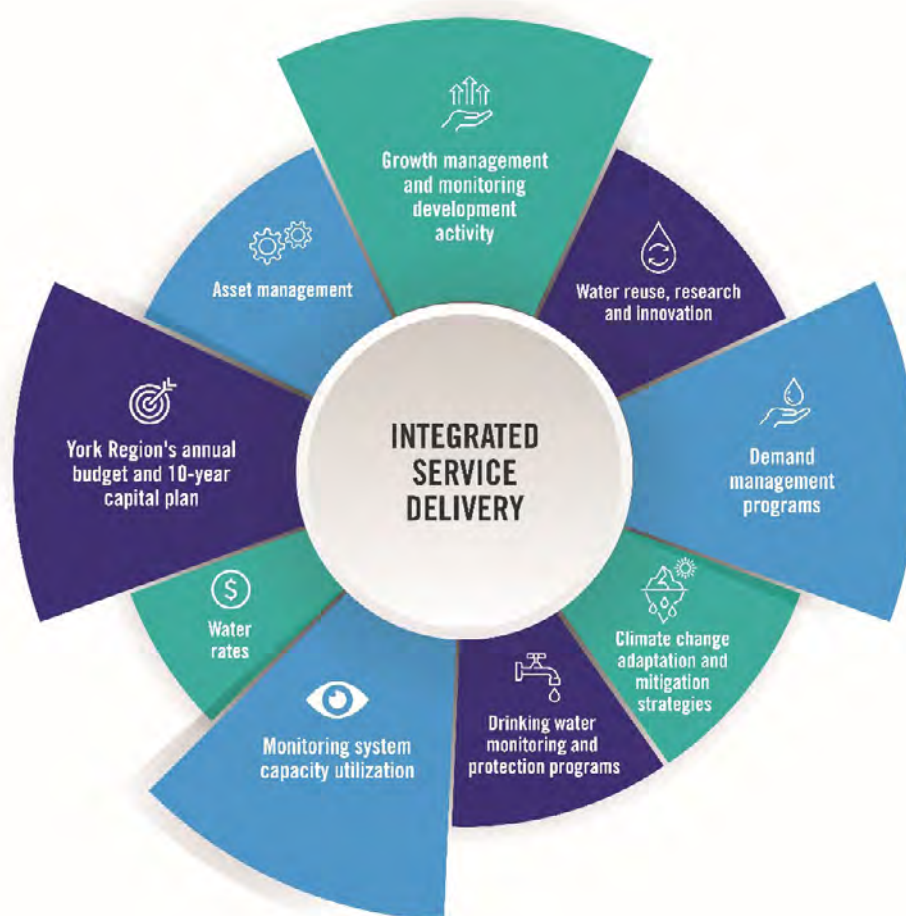 Growth management
and monitoring
development
activity
Water reuse, research
and innovation
Demand
management
programs
Climate change
adaptation and
mitigation
strategies
Drinking water
monitoring and
protection programs
Monitoring system
capacity utilization
$
Water
rates
York Region's annual
budget and 10-year
capital plan
Asset management
INTEGRATED
SERVICE
DELIVERY